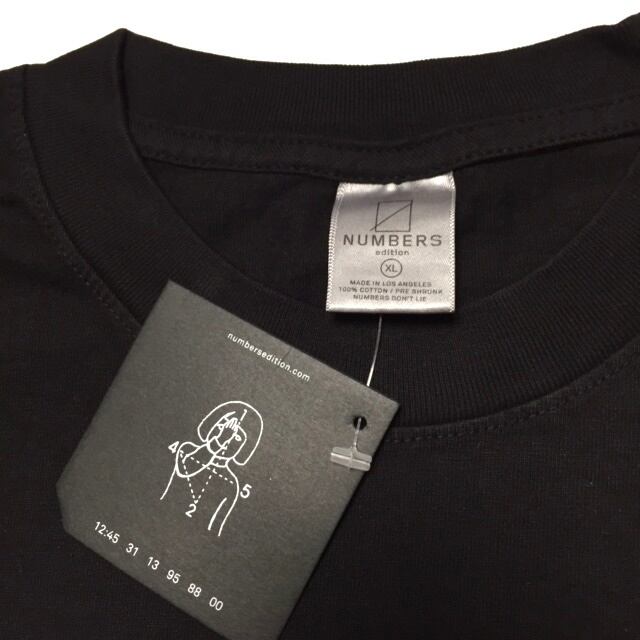 NUMBERS
edition
XL
MADE IN LOS ANGELES
100% COTTON / PRE SHRUNK
NUMBERS DON'T LIE
numbersedition.com
4
5
2
12:45 31 13 95 88 00